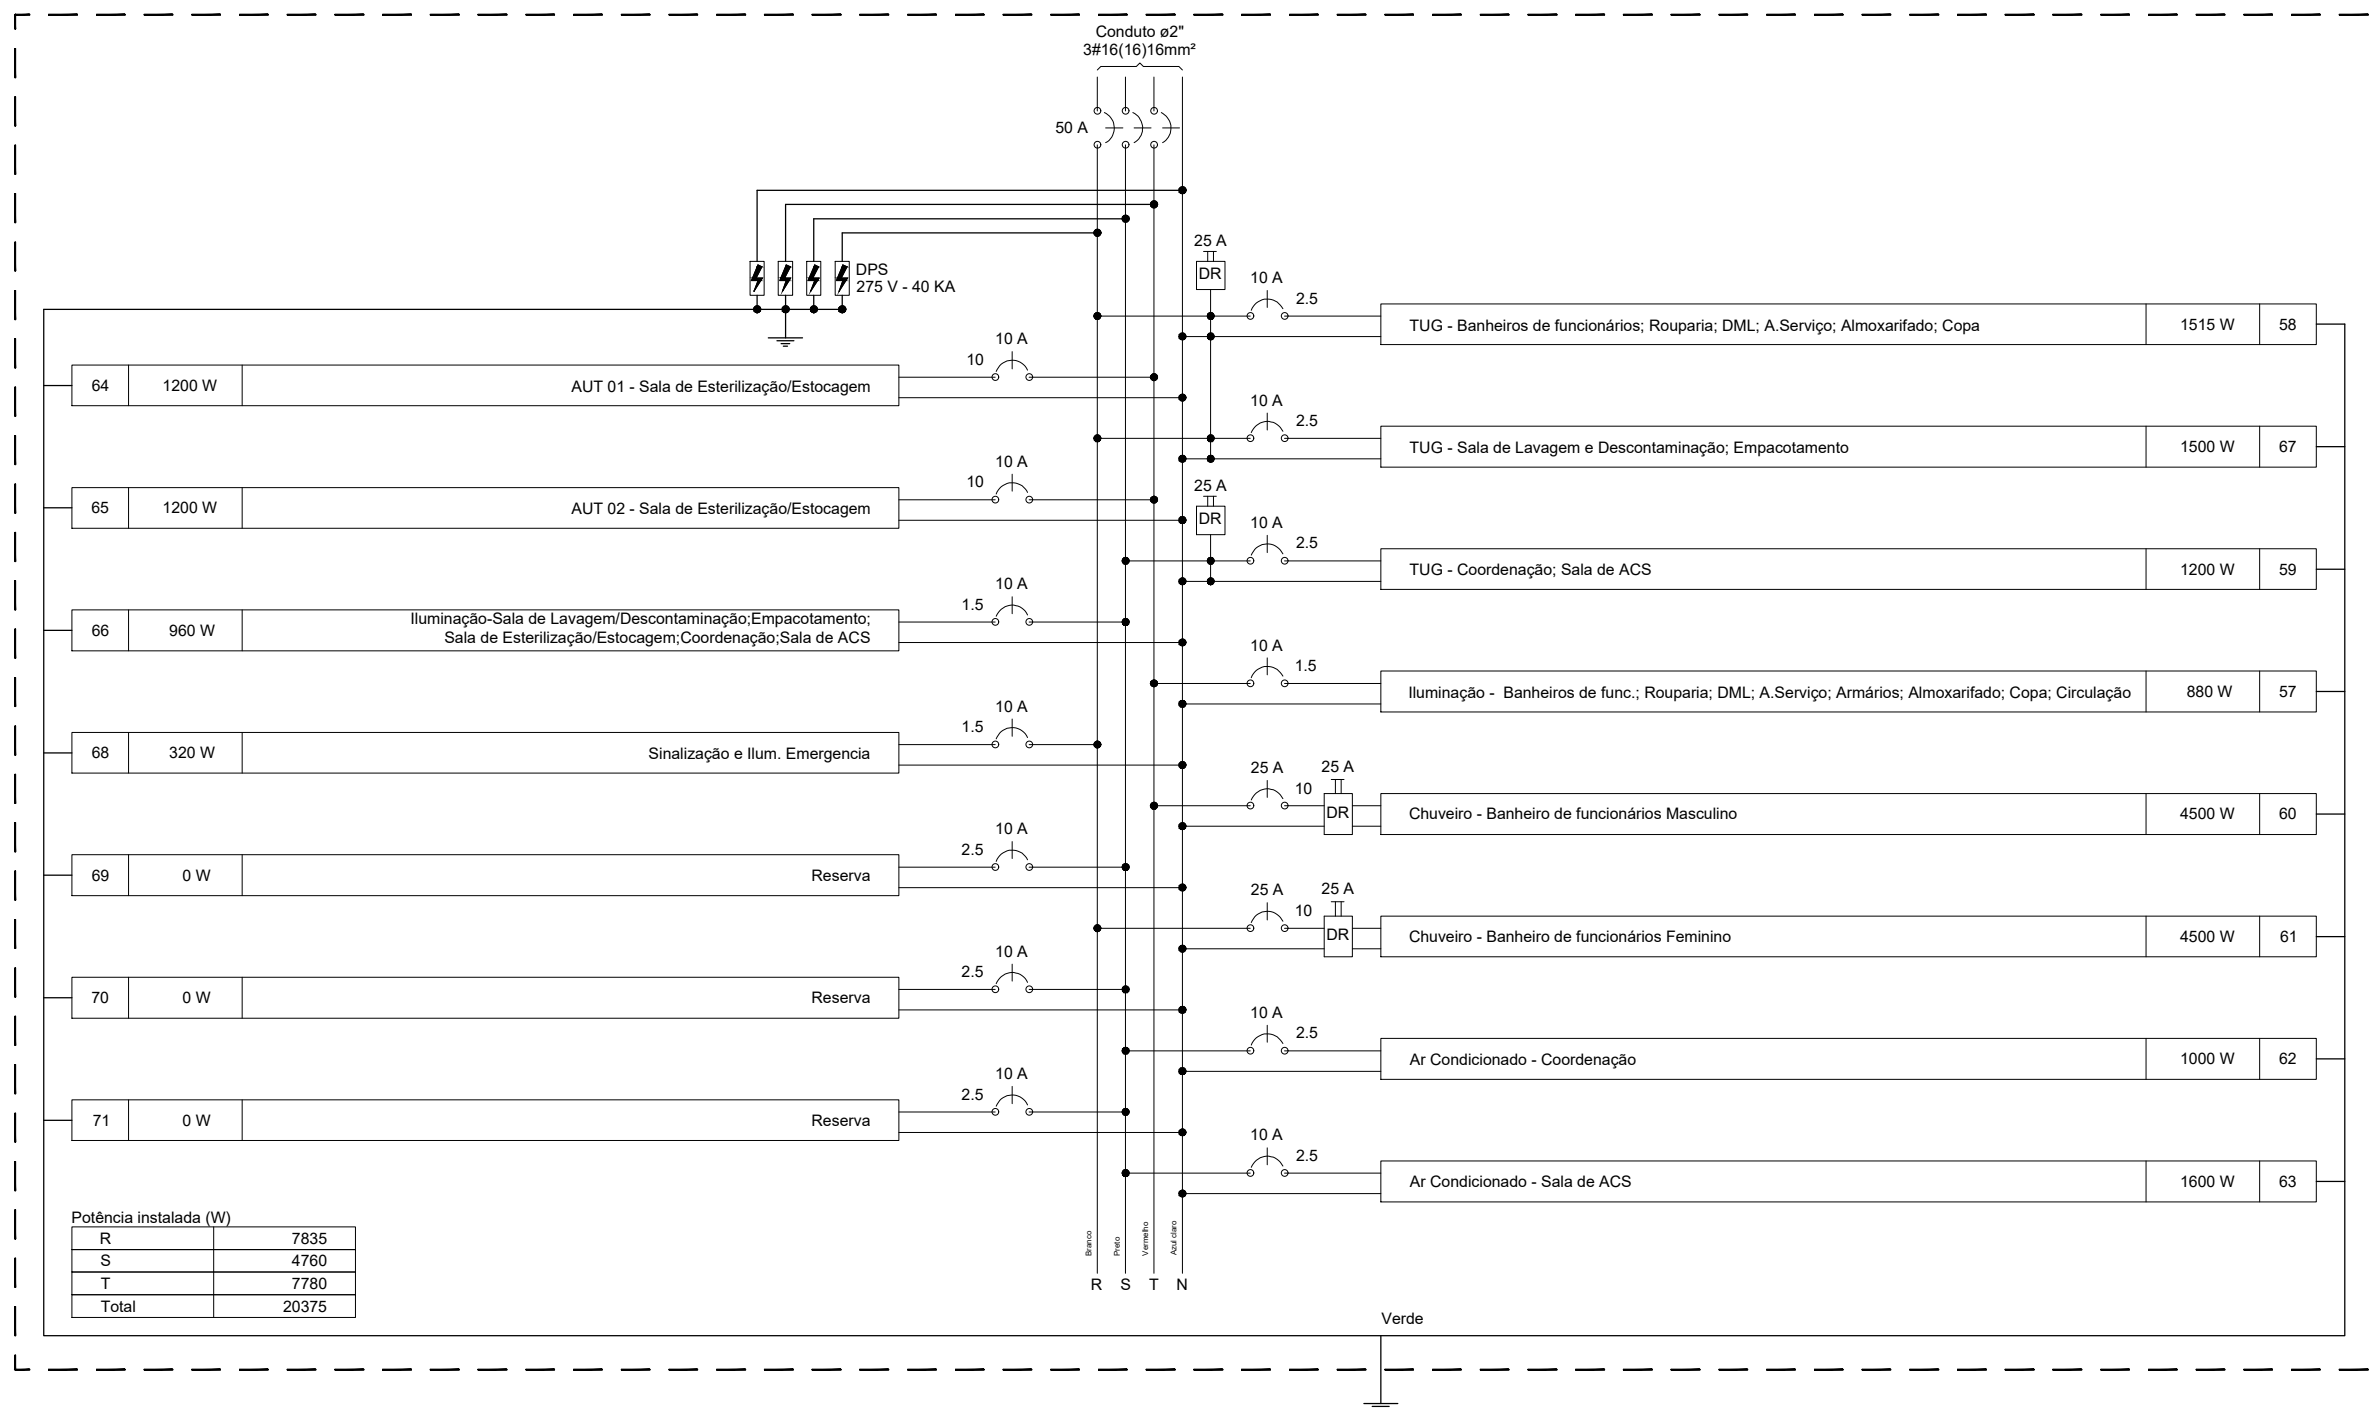 Conduto ø2"
3#16(16)16mm²
50 A
DPS
275 V - 40 KA
25 A
DR
10 A
2.5
TUG - Banheiros de funcionários; Rouparia; DML; A.Serviço; Almoxarifado; Copa
1515 W
58
10 A
10
64
1200 W
AUT 01 - Sala de Esterilização/Estocagem
10 A
2.5
TUG - Sala de Lavagem e Descontaminação; Empacotamento
1500 W
67
10 A
10
65
1200 W
AUT 02 - Sala de Esterilização/Estocagem
25 A
DR
10 A
2.5
TUG - Coordenação; Sala de ACS
1200 W
59
10 A
1.5
66
960 W
Iluminação-Sala de Lavagem/Descontaminação;Empacotamento;
Sala de Esterilização/Estocagem;Coordenação;Sala de ACS
10 A
1.5
Iluminação -  Banheiros de func.; Rouparia; DML; A.Serviço; Armários; Almoxarifado; Copa; Circulação
880 W
57
10 A
1.5
68
320 W
Sinalização e Ilum. Emergencia
25 A
10
25 A
DR
Chuveiro - Banheiro de funcionários Masculino
4500 W
60
10 A
2.5
69
0 W
Reserva
25 A
10
25 A
DR
Chuveiro - Banheiro de funcionários Feminino
4500 W
61
10 A
2.5
70
0 W
Reserva
10 A
2.5
Ar Condicionado - Coordenação
1000 W
62
10 A
2.5
71
0 W
Reserva
10 A
2.5
Ar Condicionado - Sala de ACS
1600 W
63
Potência instalada (W)
R 7835
S 4760
T 7780
Total 20375
Branco
Preto
Vermelho
Azul claro
R S T N
Verde